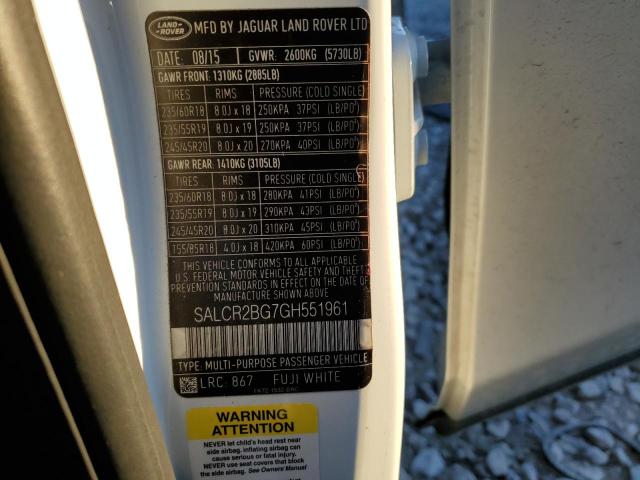 LAND ROVER
MFD BY JAGUAR LAND ROVER LTD
DATE: 08/15 GVWR: 2600KG (5730LB)
GAWR FRONT: 1310KG (2885LB)
TIRES RIMS PRESSURE (COLD SINGLE)
235/60R18 8.0J x 18 250KPA 37PSI (LB/PO²)
235/55R19 8.0J x 19 250KPA 37PSI (LB/PO²)
245/45R20 8.0J x 20 270KPA 40PSI (LB/PO²)
GAWR REAR: 1410KG (3105LB)
TIRES RIMS PRESSURE (COLD SINGLE)
235/60R18 8.0J x 18 280KPA 41PSI (LB/PO²)
235/55R19 8.0J x 19 290KPA 43PSI (LB/PO²)
245/45R20 8.0J x 20 310KPA 45PSI (LB/PO²)
T55/85R18 4.0J x 18 420KPA 60PSI (LB/PO²)
THIS VEHICLE CONFORMS TO ALL APPLICABLE
U.S. FEDERAL MOTOR VEHICLE SAFETY AND THEFT
PREVENTION STANDARDS IN EFFECT ON THE DATE OF
MANUFACTURE SHOWN ABOVE.
SALCR2BG7GH551961
TYPE: MULTI-PURPOSE PASSENGER VEHICLE
LRC: 867 FUJI WHITE
WARNING
ATTENTION
NEVER let child's head rest near
side airbag, inflating airbag can
cause serious or fatal injury.
NEVER use seat covers that block the
side airbag. See Owners Manual